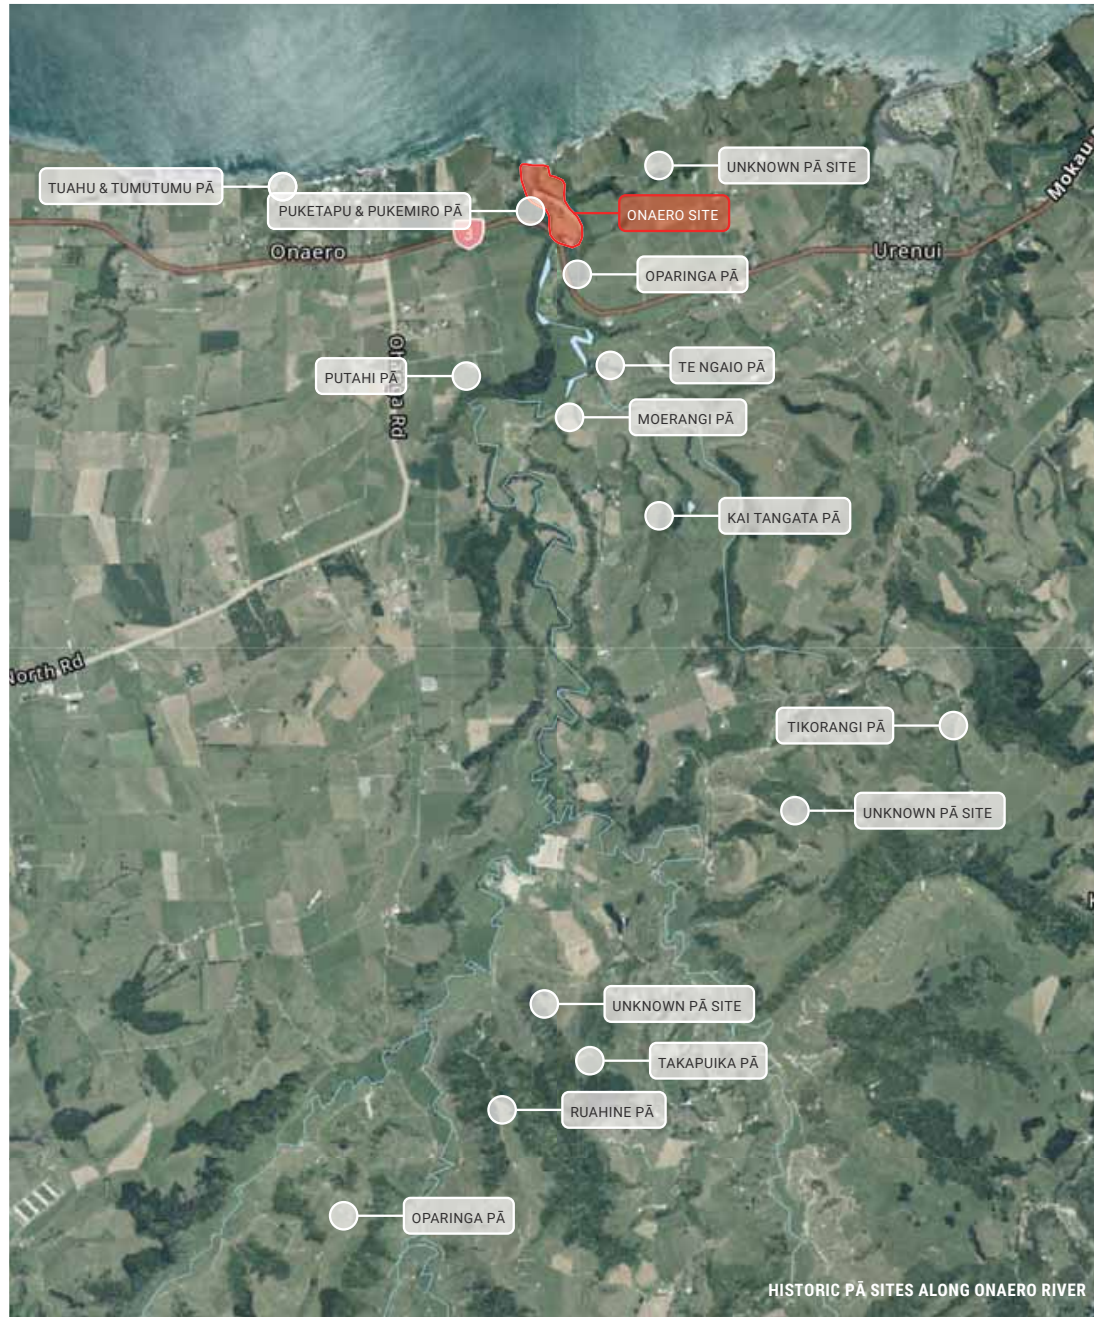 Mokau
UNKNOWN PĀ SITE
TUAHU & TUMUTUMU PĀ
PUKETAPU & PUKEMIRO PĀ
ONAERO SITE
3
Onaero
Urenui
OPARINGA PĀ
TE NGAIO PĀ
PUTAHI PĀ
Rd
MOERANGI PĀ
KAI TANGATA PĀ
North Rd
TIKORANGI PĀ
UNKNOWN PĀ SITE
UNKNOWN PĀ SITE
TAKAPUIKA PĀ
RUAHINE PĀ
OPARINGA PĀ
HISTORIC PĀ SITES ALONG ONAERO RIVER